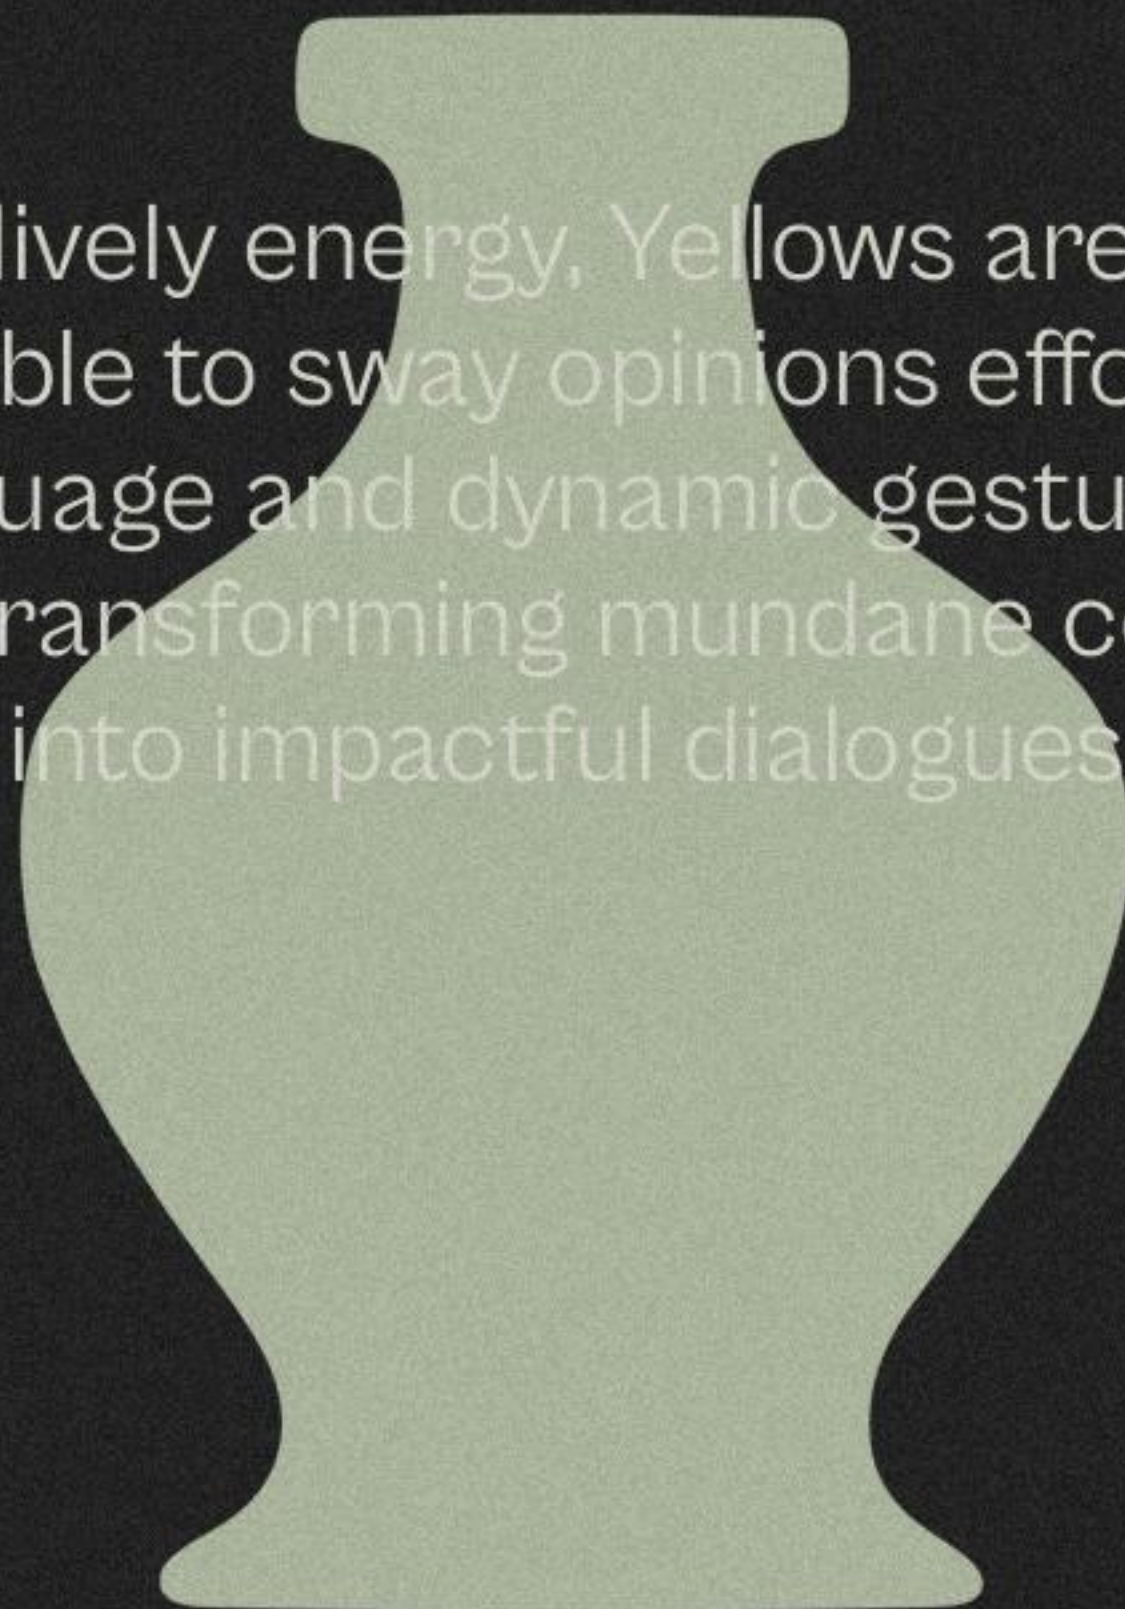 lively energy, Yellows are
ble to sway opinions effo
uage and dynamic gestu
ransforming mundane c
into impactful dialogues